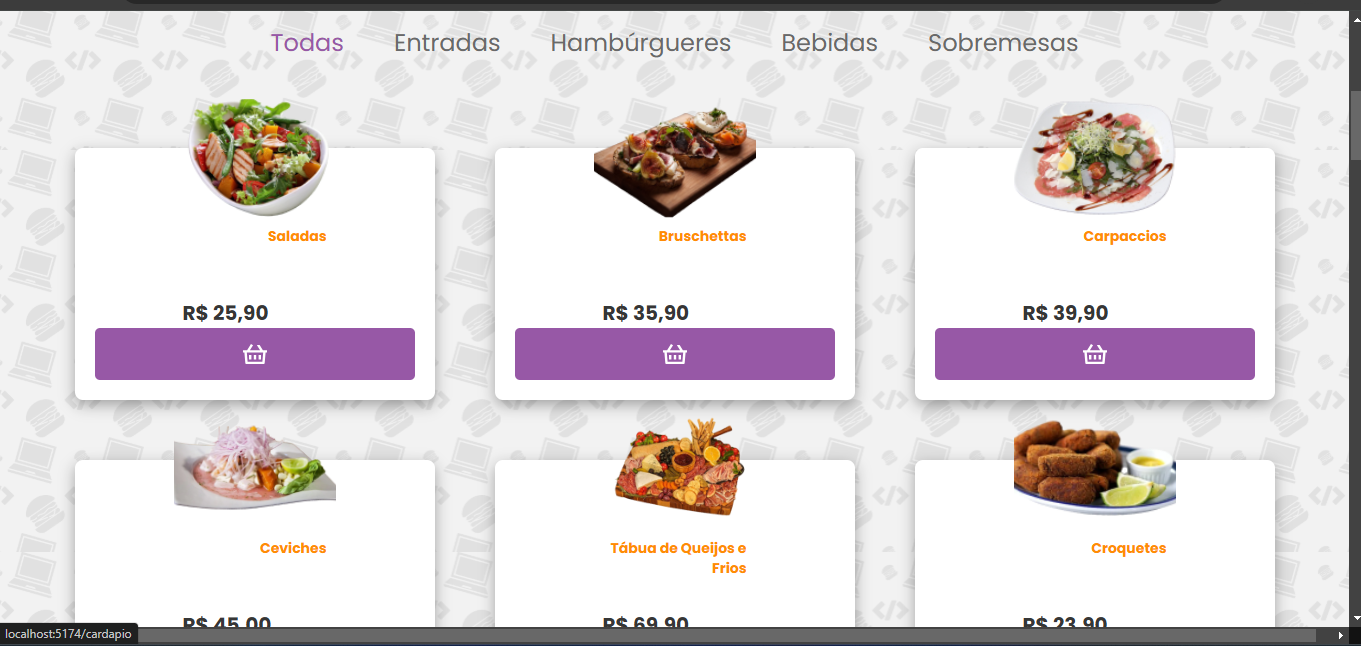 Todas Entradas Hambúrgueres Bebidas Sobremesas
Saladas
R$ 25,90
Bruschettas
R$ 35,90
Carpaccios
R$ 39,90
Ceviches
R$ 45,00
Tábua de Queijos e
Frios
R$ 69,90
Croquetes
R$ 23,90
localhost:5174/cardapio